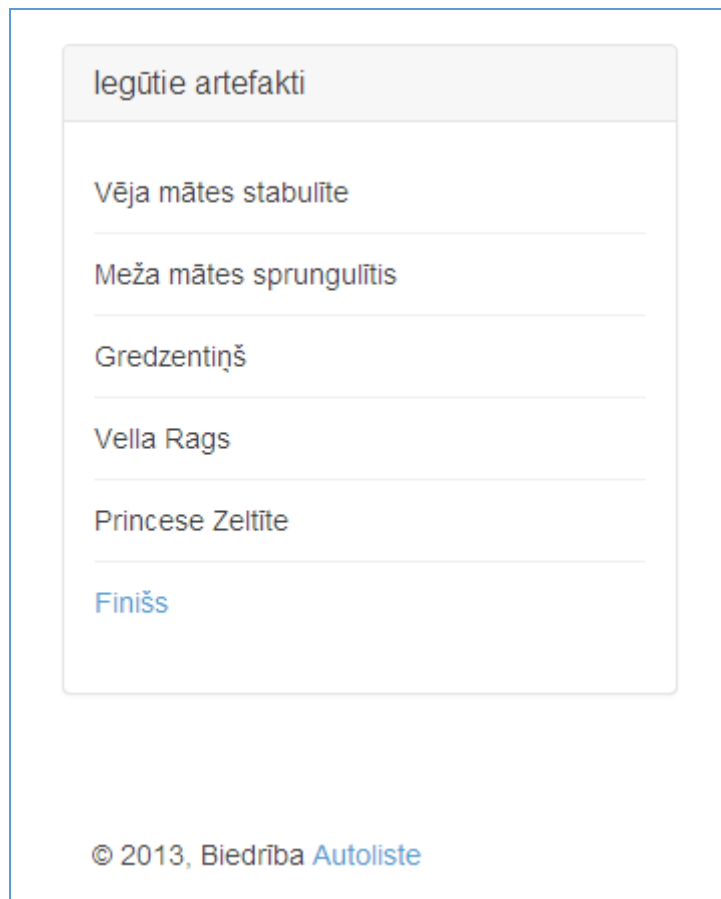 Iegūtie artefakti
Vēja mātes stabulīte
Meža mātes sprungulītis
Gredzentiņš
Vella Rags
Princese Zeltīte
Finišs
© 2013, Biedrība Autoliste